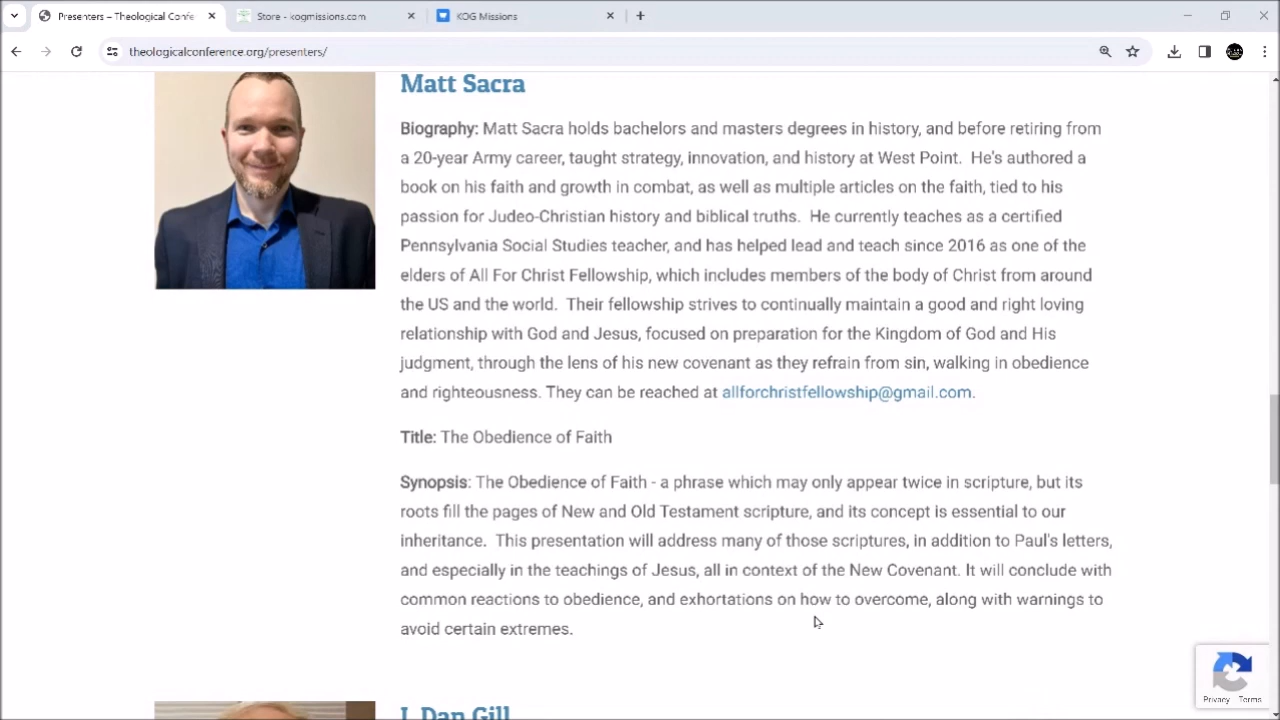 Presenters – Theological Confe
Store - kogmissions.com
KOG Missions
theologicalconference.org/presenters/
Matt Sacra
Biography: Matt Sacra holds bachelors and masters degrees in history, and before retiring from
a 20-year Army career, taught strategy, innovation, and history at West Point.  He's authored a
book on his faith and growth in combat, as well as multiple articles on the faith, tied to his
passion for Judeo-Christian history and biblical truths.  He currently teaches as a certified
Pennsylvania Social Studies teacher, and has helped lead and teach since 2016 as one of the
elders of All For Christ Fellowship, which includes members of the body of Christ from around
the US and the world.  Their fellowship strives to continually maintain a good and right loving
relationship with God and Jesus, focused on preparation for the Kingdom of God and His
judgment, through the lens of his new covenant as they refrain from sin, walking in obedience
and righteousness. They can be reached at allforchristfellowship@gmail.com.
Title: The Obedience of Faith
Synopsis: The Obedience of Faith - a phrase which may only appear twice in scripture, but its
roots fill the pages of New and Old Testament scripture, and its concept is essential to our
inheritance.  This presentation will address many of those scriptures, in addition to Paul's letters,
and especially in the teachings of Jesus, all in context of the New Covenant. It will conclude with
common reactions to obedience, and exhortations on how to overcome, along with warnings to
avoid certain extremes.
Privacy - Terms
J. Dan Gill